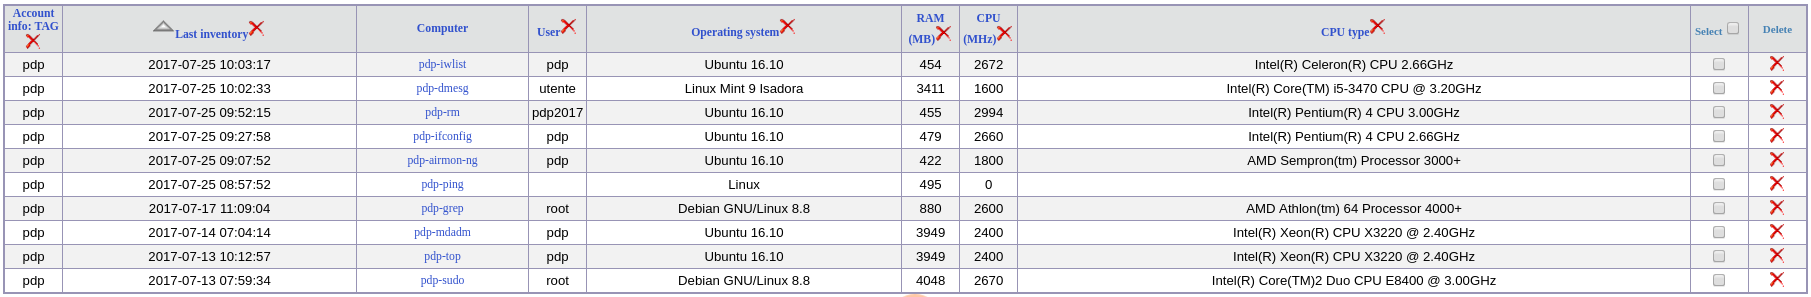 Account info: TAG Last inventory Computer User Operating system RAM (MB) CPU (MHz) CPU type Select Delete
pdp 2017-07-25 10:03:17 pdp-iwlist pdp Ubuntu 16.10 454 2672 Intel(R) Celeron(R) CPU 2.66GHz
pdp 2017-07-25 10:02:33 pdp-dmesg utente Linux Mint 9 Isadora 3411 1600 Intel(R) Core(TM) i5-3470 CPU @ 3.20GHz
pdp 2017-07-25 09:52:15 pdp-rm pdp2017 Ubuntu 16.10 455 2994 Intel(R) Pentium(R) 4 CPU 3.00GHz
pdp 2017-07-25 09:27:58 pdp-ifconfig pdp Ubuntu 16.10 479 2660 Intel(R) Pentium(R) 4 CPU 2.66GHz
pdp 2017-07-25 09:07:52 pdp-airmon-ng pdp Ubuntu 16.10 422 1800 AMD Sempron(tm) Processor 3000+
pdp 2017-07-25 08:57:52 pdp-ping Linux 495 0
pdp 2017-07-17 11:09:04 pdp-grep root Debian GNU/Linux 8.8 880 2600 AMD Athlon(tm) 64 Processor 4000+
pdp 2017-07-14 07:04:14 pdp-mdadm pdp Ubuntu 16.10 3949 2400 Intel(R) Xeon(R) CPU X3220 @ 2.40GHz
pdp 2017-07-13 10:12:57 pdp-top pdp Ubuntu 16.10 3949 2400 Intel(R) Xeon(R) CPU X3220 @ 2.40GHz
pdp 2017-07-13 07:59:34 pdp-sudo root Debian GNU/Linux 8.8 4048 2670 Intel(R) Core(TM)2 Duo CPU E8400 @ 3.00GHz